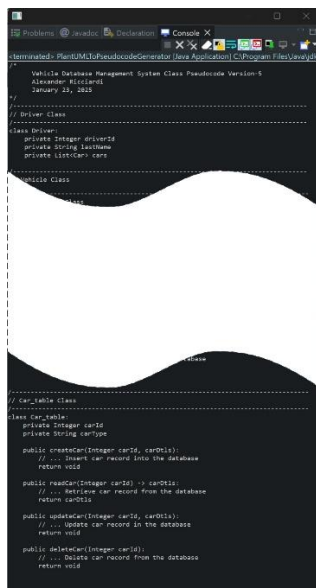 Problems @ Javadoc Declaration Console X
<terminated> PlantUMLToPseudocodeGenerator [Java Application] C:\Program Files\Java\jdk
/*
Vehicle Database Management System Class Pseudocode Version-5
Alexander Ricciardi
January 23, 2025
*/
/----------------------------------------------------------------------
// Driver Class
/----------------------------------------------------------------------
class Driver:
private Integer driverId
private String lastName
private List<Car> cars
/----------------------------------------------------------------------
Vehicle Class
/----------------------------------------------------------------------
// Car_table Class
/----------------------------------------------------------------------
class Car_table:
private Integer carId
private String carType
public createCar(Integer carId, carDtls):
// ... Insert car record into the database
return void
public readCar(Integer carId) -> carDtls:
// ... Retrieve car record from the database
return carDtls
public updateCar(Integer carId, carDtls):
// ... Update car record in the database
return void
public deleteCar(Integer carId):
// ... Delete car record from the database
return void